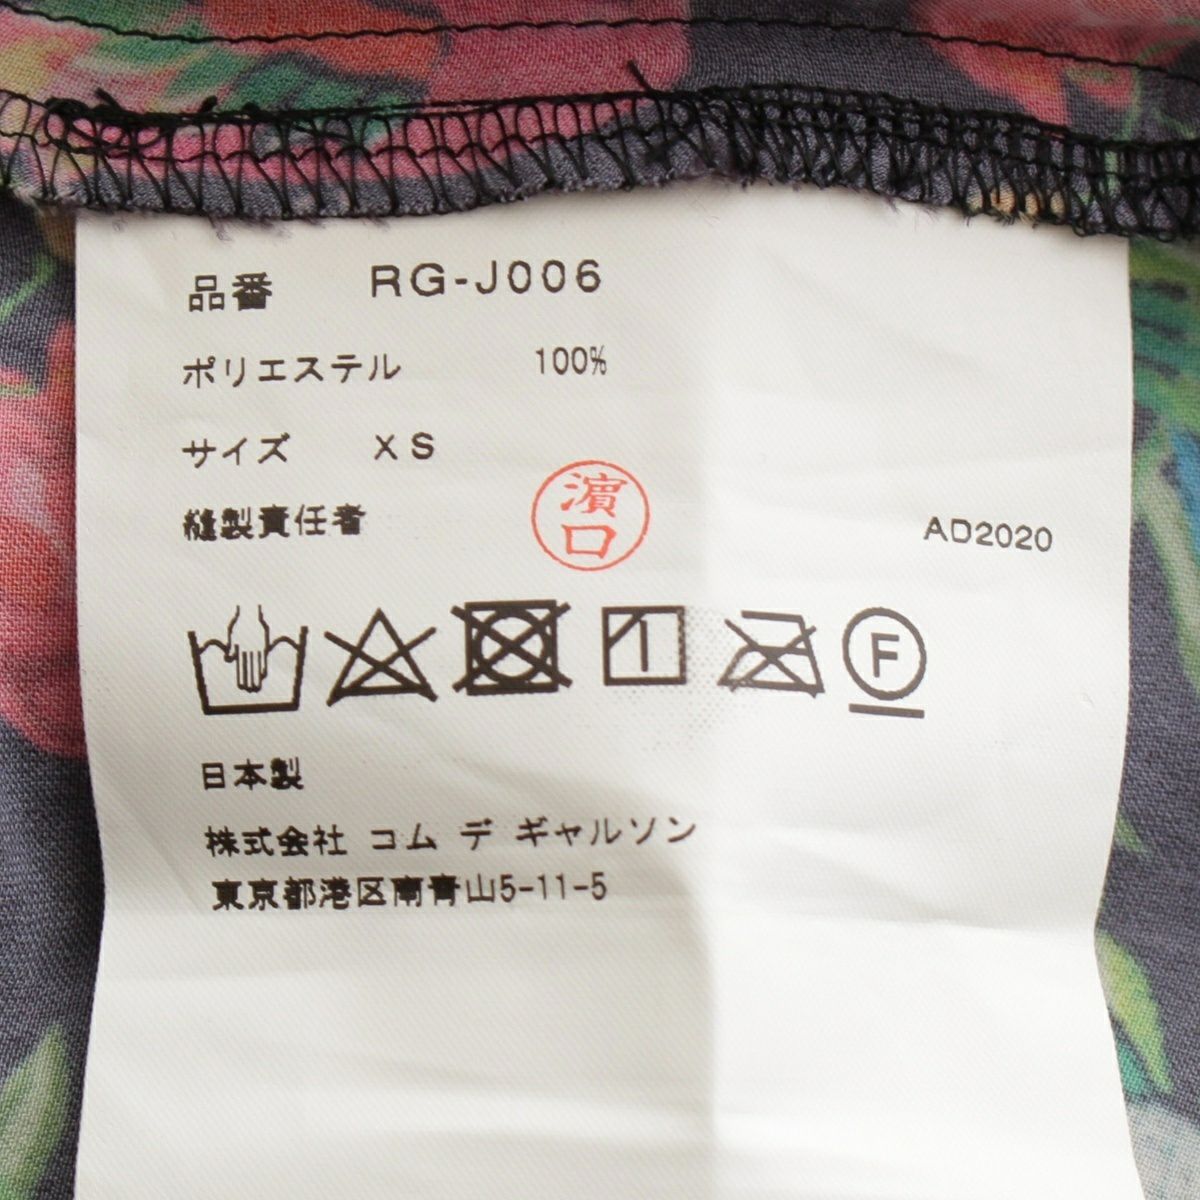 品番 RG-J006
ポリエステル 100%
サイズ XS
縫製責任者 濱口
AD2020
F
日本製
株式会社 コム デ ギャルソン
東京都港区南青山5-11-5